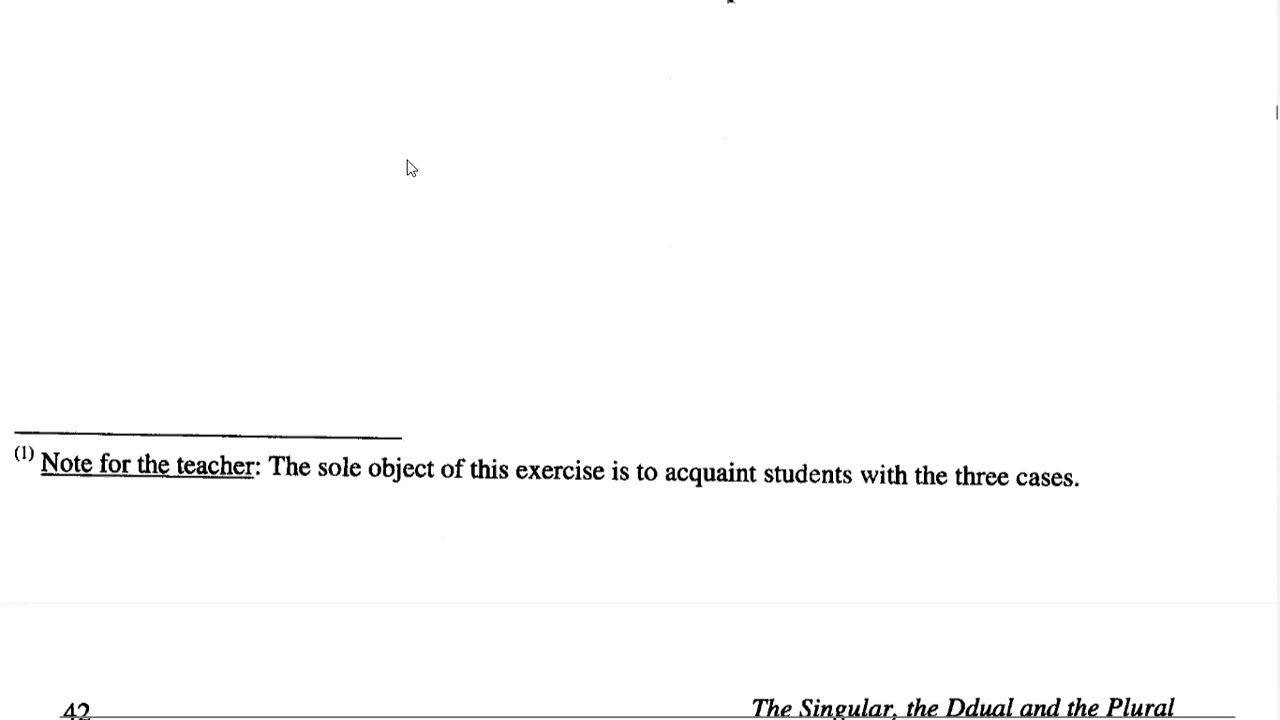 (1) Note for the teacher: The sole object of this exercise is to acquaint students with the three cases.
42 The Singular, the Ddual and the Plural